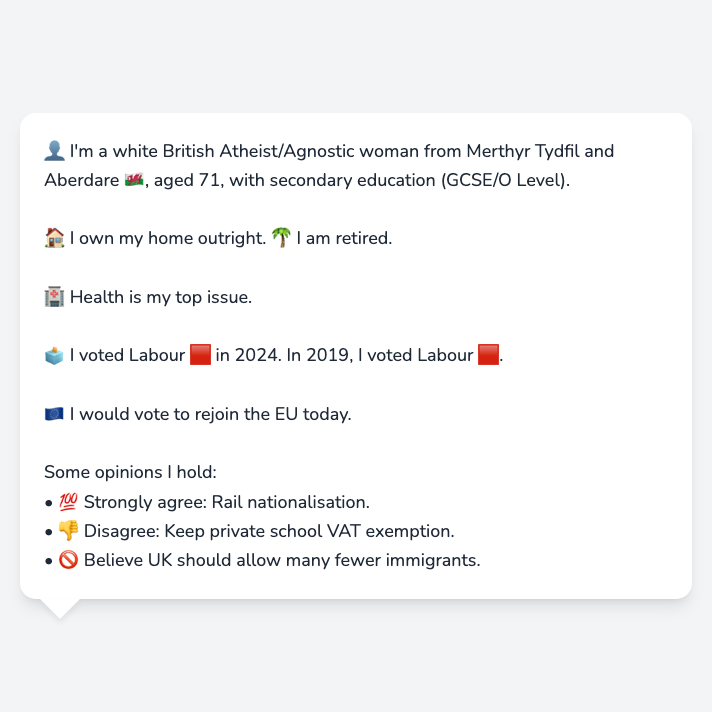 👤 I'm a white British Atheist/Agnostic woman from Merthyr Tydfil and
Aberdare 🏴󠁧󠁢󠁷󠁬󠁳󠁿, aged 71, with secondary education (GCSE/O Level).
🏠 I own my home outright. 🌴 I am retired.
🏥 Health is my top issue.
🗳️ I voted Labour 🟥 in 2024. In 2019, I voted Labour 🟥.
🇪🇺 I would vote to rejoin the EU today.
Some opinions I hold:
• 💯 Strongly agree: Rail nationalisation.
• 👎 Disagree: Keep private school VAT exemption.
• 🚫 Believe UK should allow many fewer immigrants.